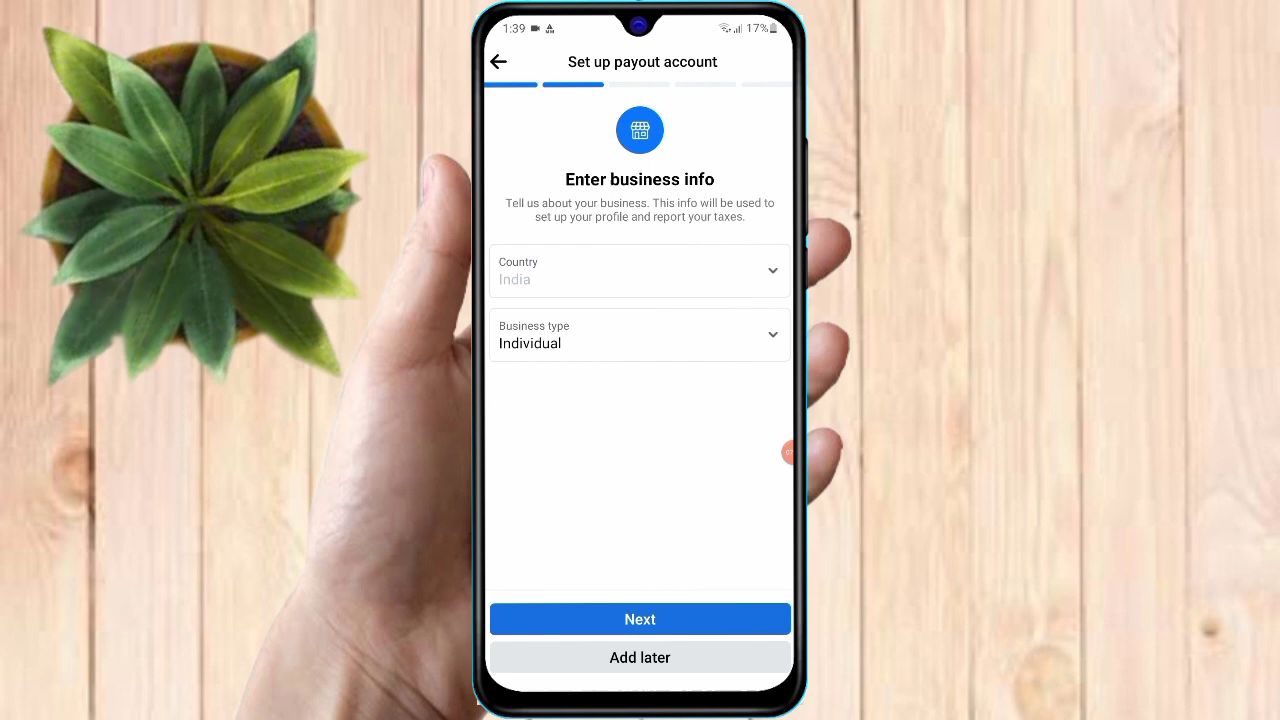 1:39
17%
Set up payout account
Enter business info
Tell us about your business. This info will be used to
set up your profile and report your taxes.
Country
India
Business type
Individual
Next
Add later